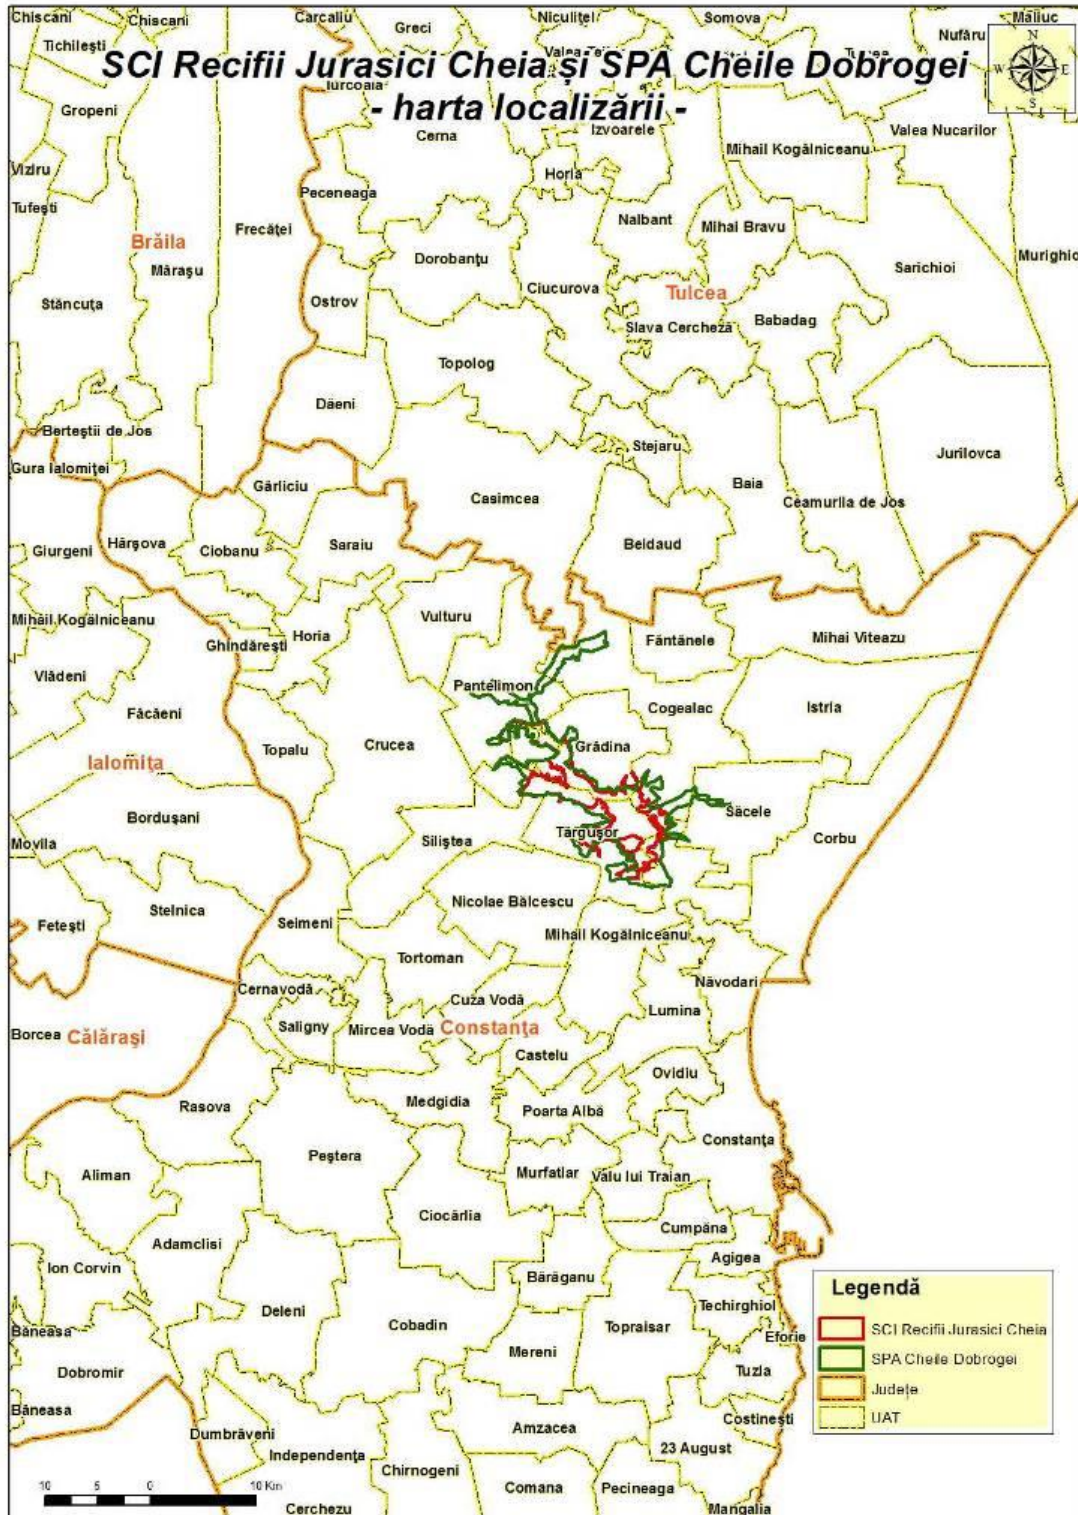 Chiscani
Chiscani
Carcaliu
Greci
Niculițel
Somova
Maliuc
Tichilești
Nufăru
SCI Recifii Jurasici Cheia și SPA Cheile Dobrogei
- harta localizării -
N
W
E
S
Gropeni
Turcoaia
Cerna
Izvoarele
Mihail Kogălniceanu
Valea Nucarilor
Viziru
Horia
Peceneaga
Tufești
Frecăței
Nalbant
Mihai Bravu
Brăila
Mărașu
Dorobanțu
Sarichioi
Murighio
Stăncuța
Ostrov
Ciucurova
Tulcea
Slava Cercheză
Babadag
Topolog
Dăeni
Berteștii de Jos
Stejaru
Jurilovca
Gura Ialomiței
Gârliciu
Casimcea
Baia
Ceamurlia de Jos
Giurgeni
Hârșova
Ciobanu
Saraiu
Beidaud
Mihail Kogălniceanu
Ghindărești
Horia
Vulturu
Fântânele
Mihai Viteazu
Vlădeni
Pantelimon
Făcăeni
Cogealac
Istria
Topalu
Crucea
Grădina
Ialomița
Bordușani
Săcele
Movila
Siliștea
Târgușor
Corbu
Stelnica
Nicolae Bălcescu
Fetești
Seimeni
Mihail Kogălniceanu
Tortoman
Cernavodă
Năvodari
Cuza Vodă
Lumina
Borcea
Călărași
Saligny
Mircea Vodă
Constanța
Castelu
Ovidiu
Rasova
Medgidia
Poarta Albă
Constanța
Peștera
Aliman
Murfatlar
Valu lui Traian
Ciocârlia
Cumpăna
Adamclisi
Agigea
Ion Corvin
Bărăganu
Techirghiol
Deleni
Cobadin
Topraisar
Eforie
Băneasa
Mereni
Dobromir
Tuzla
Băneasa
Costinești
Dumbrăveni
Amzacea
23 August
Independența
Chirnogeni
Comana
Pecineaga
Cerchezu
Mangalia
Legendă
SCI Recifii Jurasici Cheia
SPA Cheile Dobrogei
Județe
UAT
10 5 0 10 Km